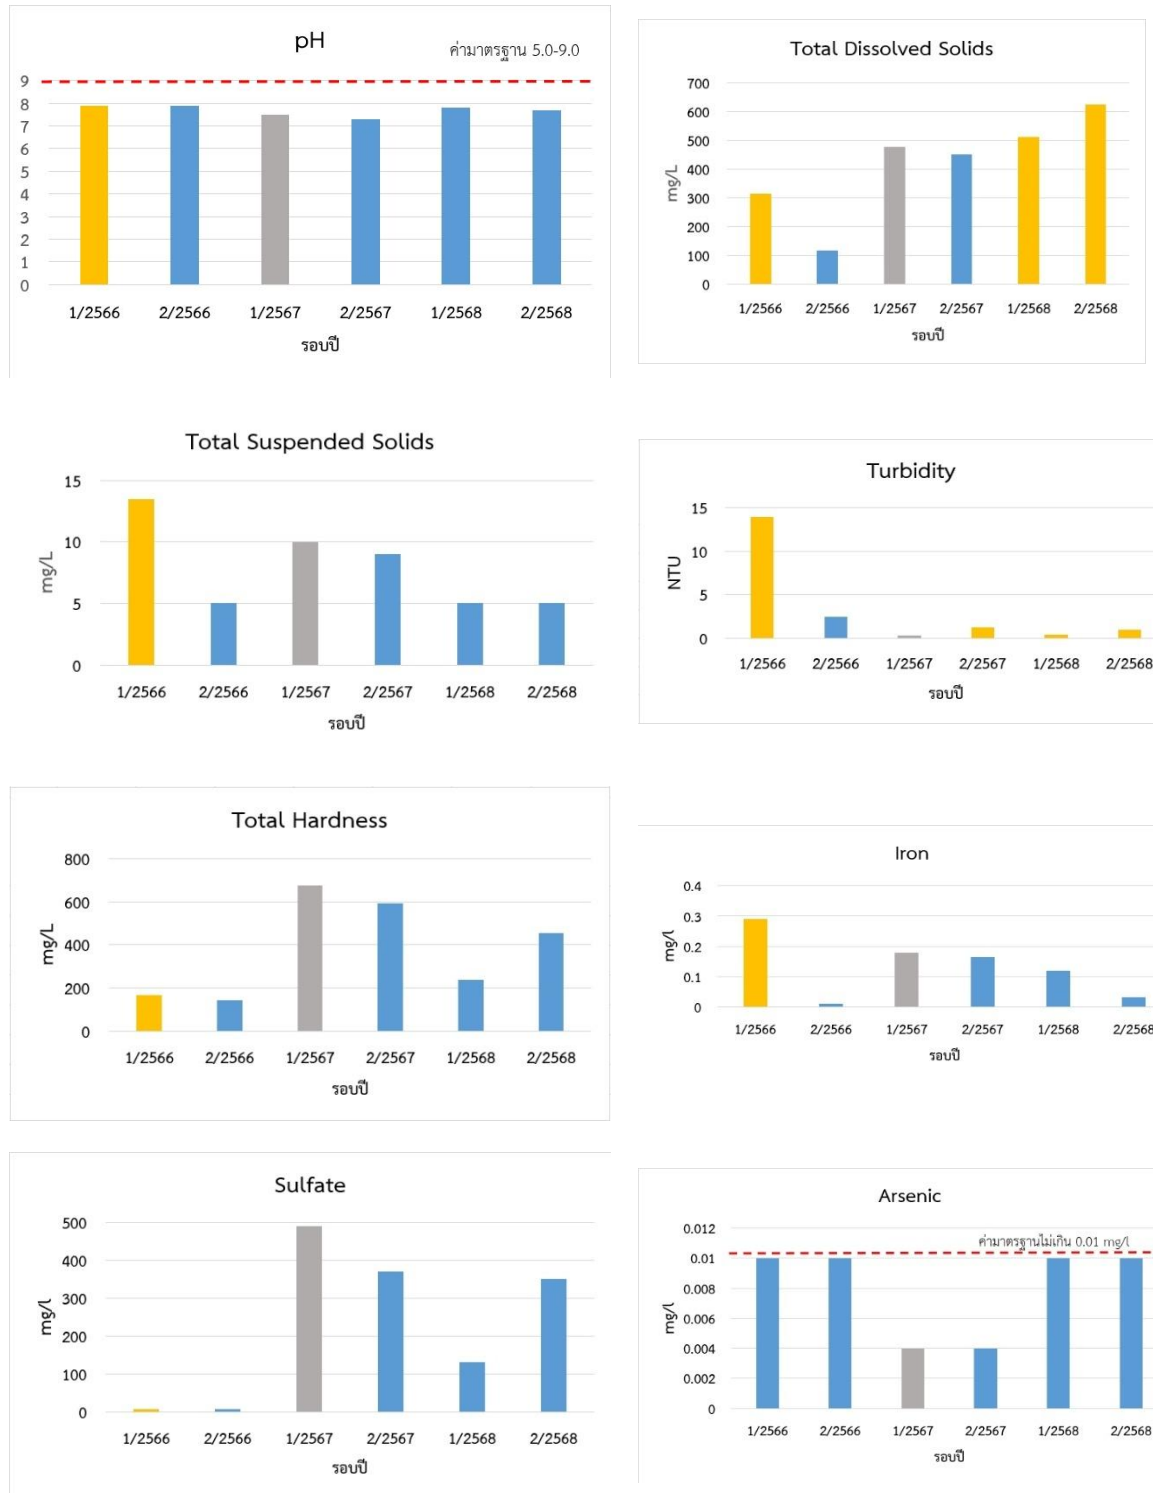 pH
ค่ามาตรฐาน 5.0-9.0
9
8
7
6
5
4
3
2
1
0
1/2566 2/2566 1/2567 2/2567 1/2568 2/2568
รอบปี
Total Dissolved Solids
mg/L
700
600
500
400
300
200
100
0
1/2566 2/2566 1/2567 2/2567 1/2568 2/2568
รอบปี
Total Suspended Solids
mg/L
15
10
5
0
1/2566 2/2566 1/2567 2/2567 1/2568 2/2568
รอบปี
Turbidity
NTU
15
10
5
0
1/2566 2/2566 1/2567 2/2567 1/2568 2/2568
รอบปี
Total Hardness
mg/L
800
600
400
200
0
1/2566 2/2566 1/2567 2/2567 1/2568 2/2568
รอบปี
Iron
mg/l
0.4
0.3
0.2
0.1
0
1/2566 2/2566 1/2567 2/2567 1/2568 2/2568
รอบปี
Sulfate
mg/l
500
400
300
200
100
0
1/2566 2/2566 1/2567 2/2567 1/2568 2/2568
รอบปี
Arsenic
ค่ามาตรฐานไม่เกิน 0.01 mg/l
mg/l
0.012
0.01
0.008
0.006
0.004
0.002
0
1/2566 2/2566 1/2567 2/2567 1/2568 2/2568
รอบปี